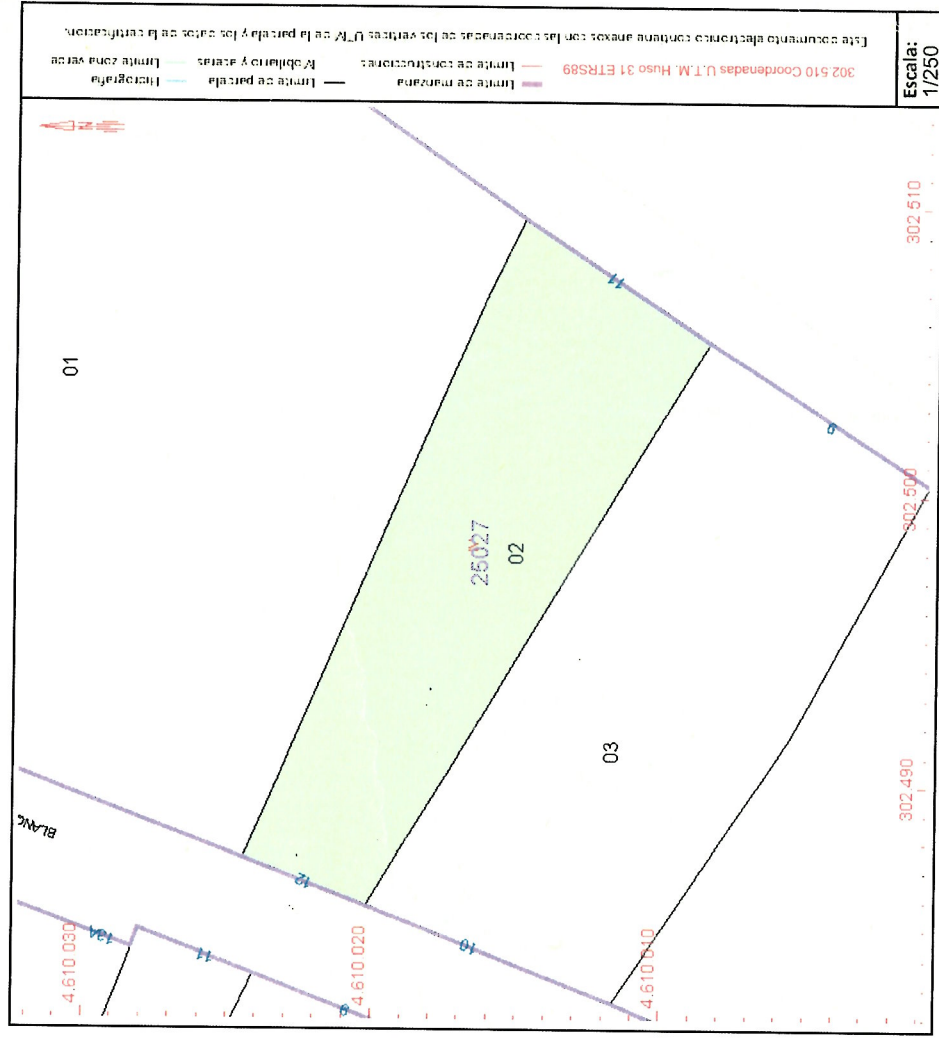 Este documento electrónico contiene anexos con las coordenadas de los vértices UTM de la parcela y los datos de la certificación.
302.510 Coordenadas U.T.M. Huso 31 ETRS89
Límite de manzana
Límite de parcela
Hidrografía
Límite de construcciones
Mobiliario y aceras
Límite zona verde
Escala:
1/250
01
11
302.510
25027
02
9
302.500
03
302.490
BLANC
12
10
13A
11
9
4.610.030
4.610.020
4.610.010